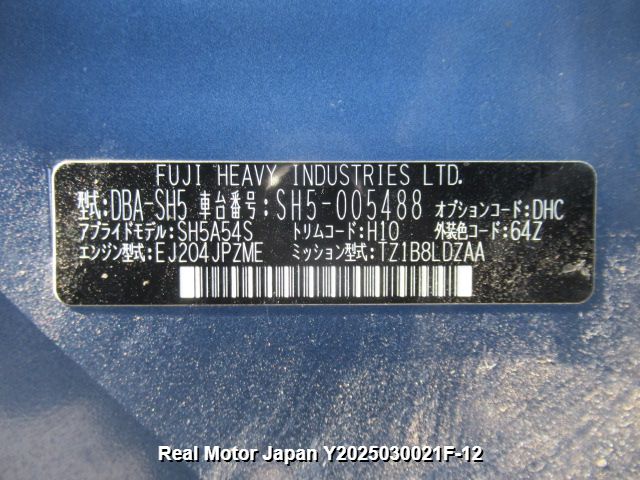 FUJI HEAVY INDUSTRIES LTD.
型式:DBA-SH5 車台番号:SH5-005488 オプションコード:DHC
アプライドモデル:SH5A54S トリムコード:H10 外装色コード:64Z
エンジン型式:EJ204JPZME ミッション型式:TZ1B8LDZAA
Real Motor Japan Y2025030021F-12